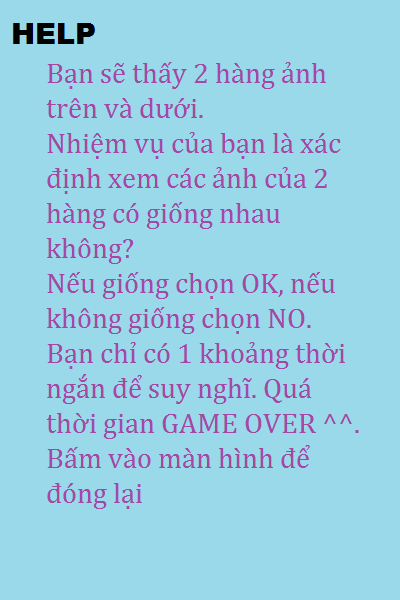 HELP
Bạn sẽ thấy 2 hàng ảnh
trên và dưới.
Nhiệm vụ của bạn là xác
định xem các ảnh của 2
hàng có giống nhau
không?
Nếu giống chọn OK, nếu
không giống chọn NO.
Bạn chỉ có 1 khoảng thời
ngắn để suy nghĩ. Quá
thời gian GAME OVER ^^.
Bấm vào màn hình để
đóng lại